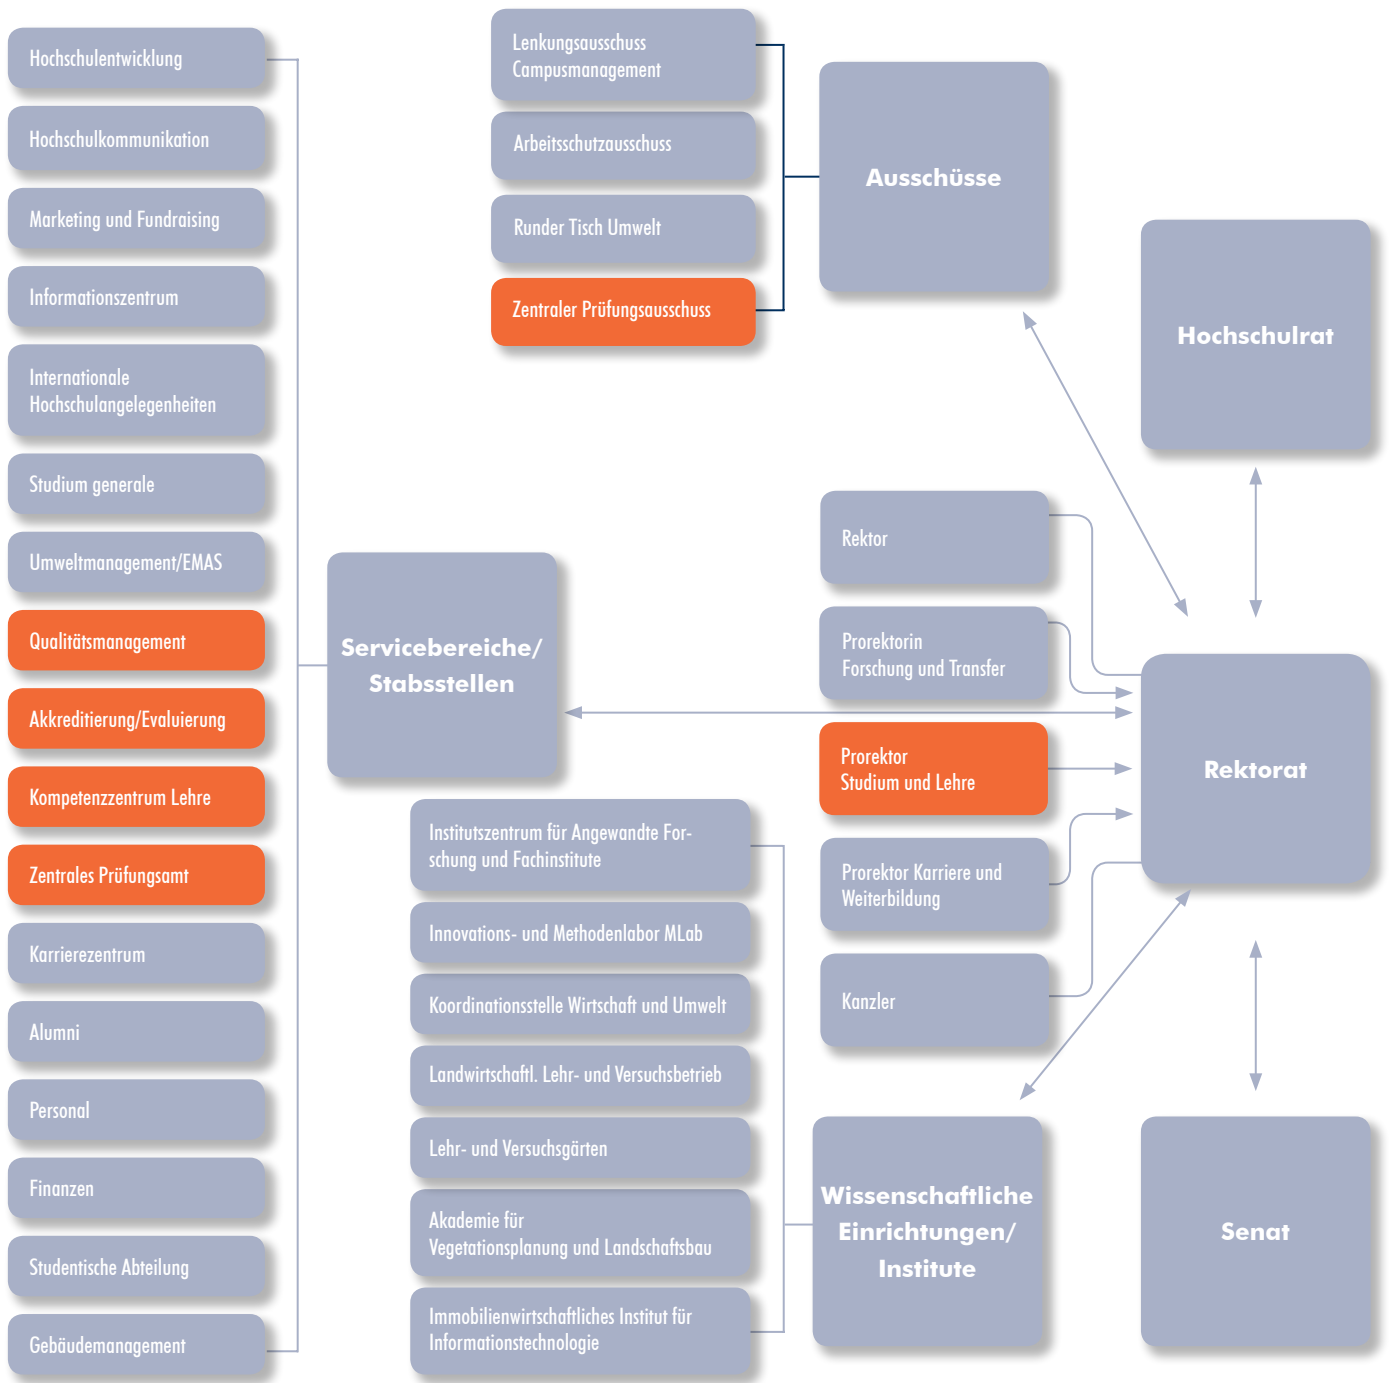 Hochschulentwicklung
Hochschulkommunikation
Marketing und Fundraising
Informationszentrum
Internationale
Hochschulangelegenheiten
Studium generale
Umweltmanagement/EMAS
Qualitätsmanagement
Akkreditierung/Evaluierung
Kompetenzzentrum Lehre
Zentrales Prüfungsamt
Karrierezentrum
Alumni
Personal
Finanzen
Studentische Abteilung
Gebäudemanagement
Servicebereiche/
Stabsstellen
Lenkungsausschuss
Campusmanagement
Arbeitsschutzausschuss
Runder Tisch Umwelt
Zentraler Prüfungsausschuss
Ausschüsse
Hochschulrat
Rektor
Prorektorin
Forschung und Transfer
Prorektor
Studium und Lehre
Prorektor Karriere und
Weiterbildung
Kanzler
Rektorat
Institutszentrum für Angewandte For-
schung und Fachinstitute
Innovations- und Methodenlabor MLab
Koordinationsstelle Wirtschaft und Umwelt
Landwirtschaftl. Lehr- und Versuchsbetrieb
Lehr- und Versuchsgärten
Akademie für
Vegetationsplanung und Landschaftsbau
Immobilienwirtschaftliches Institut für
Informationstechnologie
Wissenschaftliche
Einrichtungen/
Institute
Senat